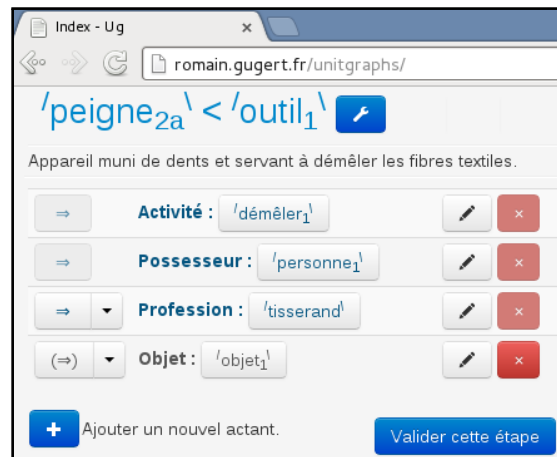 Index - Ug
romain.gugert.fr/unitgraphs/
/peigne₂ₐ\ < /outil₁\
Appareil muni de dents et servant à démêler les fibres textiles.
⇒ Activité : /démêler₁\ ×
⇒ Possesseur : /personne₁\ ×
⇒ Profession : /tisserand\ ×
(⇒) Objet : /objet₁\ ×
+ Ajouter un nouvel actant.
Valider cette étape